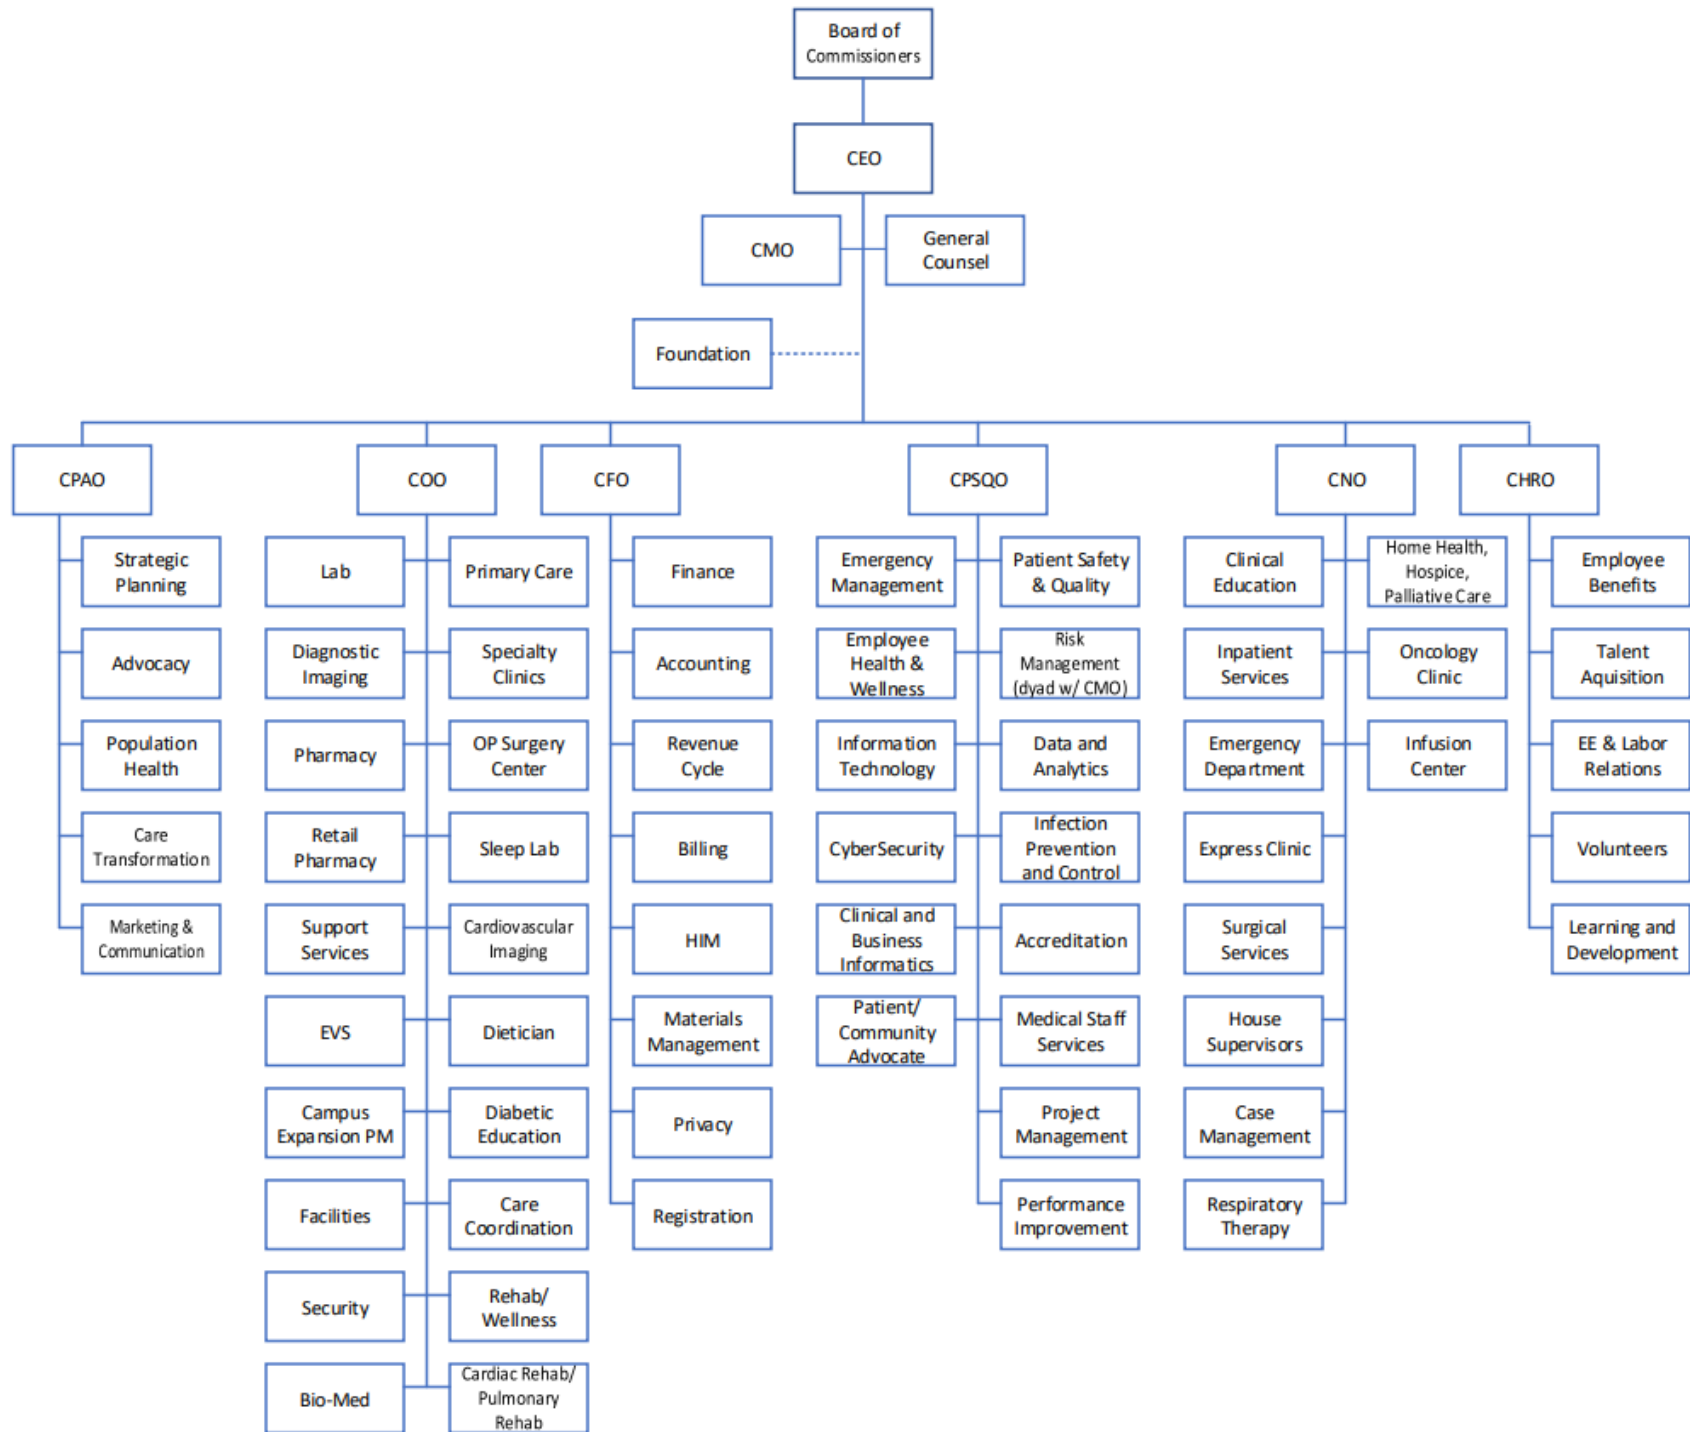 Board of
Commissioners
CEO
CMO
General
Counsel
Foundation
CPAO
COO
CFO
CPSQO
CNO
CHRO
Strategic
Planning
Advocacy
Population
Health
Care
Transformation
Marketing &
Communication
Lab
Diagnostic
Imaging
Pharmacy
Retail
Pharmacy
Support
Services
EVS
Campus
Expansion PM
Facilities
Security
Bio-Med
Primary Care
Specialty
Clinics
OP Surgery
Center
Sleep Lab
Cardiovascular
Imaging
Dietician
Diabetic
Education
Care
Coordination
Rehab/
Wellness
Cardiac Rehab/
Pulmonary
Rehab
Finance
Accounting
Revenue
Cycle
Billing
HIM
Materials
Management
Privacy
Registration
Emergency
Management
Employee
Health &
Wellness
Information
Technology
CyberSecurity
Clinical and
Business
Informatics
Patient/
Community
Advocate
Patient Safety
& Quality
Risk
Management
(dyad w/ CMO)
Data and
Analytics
Infection
Prevention
and Control
Accreditation
Medical Staff
Services
Project
Management
Performance
Improvement
Clinical
Education
Inpatient
Services
Emergency
Department
Express Clinic
Surgical
Services
House
Supervisors
Case
Management
Respiratory
Therapy
Home Health,
Hospice,
Palliative Care
Oncology
Clinic
Infusion
Center
Employee
Benefits
Talent
Aquisition
EE & Labor
Relations
Volunteers
Learning and
Development